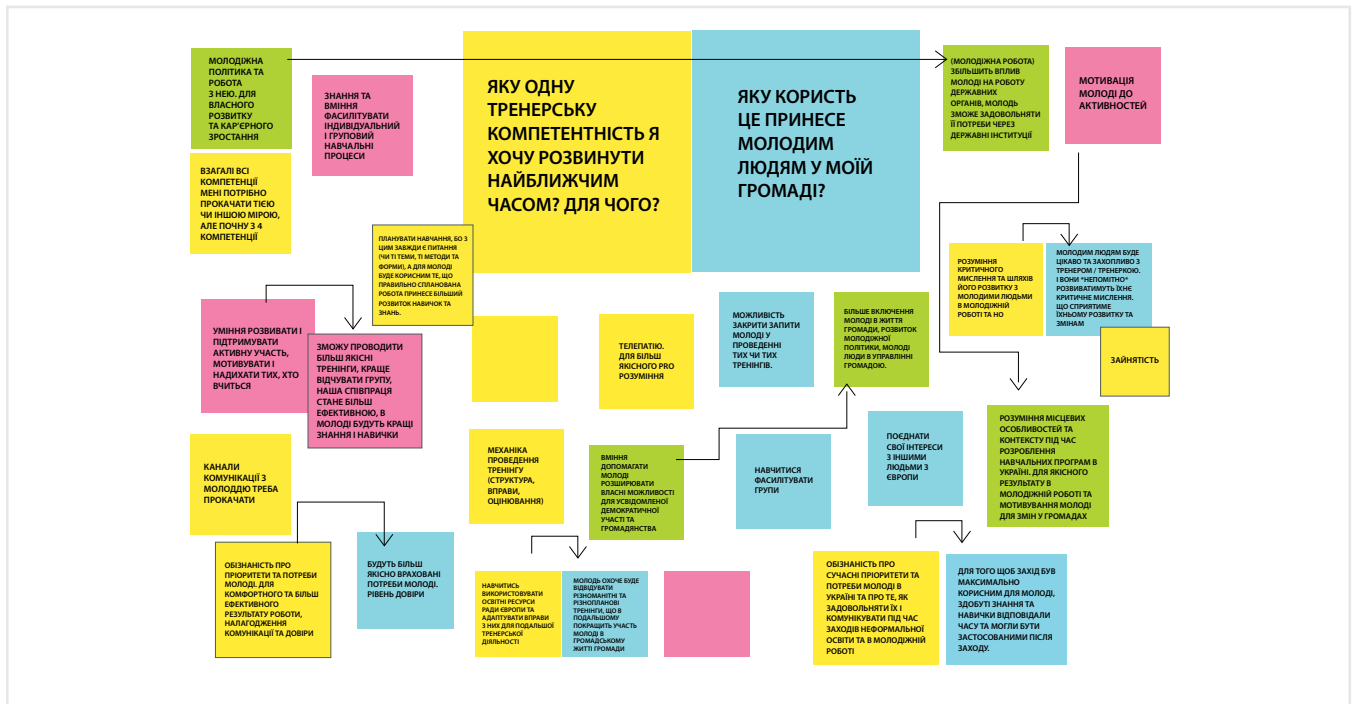 МОЛОДІЖНА
ПОЛІТИКА ТА
РОБОТА
З НЕЮ. ДЛЯ
ВЛАСНОГО
РОЗВИТКУ
ТА КАР'ЄРНОГО
ЗРОСТАННЯ
ЗНАННЯ ТА
ВМІННЯ
ФАСИЛІТУВАТИ
ІНДИВІДУАЛЬНИЙ
І ГРУПОВИЙ
НАВЧАЛЬНІ
ПРОЦЕСИ
ЯКУ ОДНУ
ТРЕНЕРСЬКУ
КОМПЕТЕНТНІСТЬ Я
ХОЧУ РОЗВИНУТИ
НАЙБЛИЖЧИМ
ЧАСОМ? ДЛЯ ЧОГО?
ЯКУ КОРИСТЬ
ЦЕ ПРИНЕСЕ
МОЛОДИМ
ЛЮДЯМ У МОЇЙ
ГРОМАДІ?
(МОЛОДІЖНА РОБОТА)
ЗБІЛЬШИТЬ ВПЛИВ
МОЛОДІ НА РОБОТУ
ДЕРЖАВНИХ
ОРГАНІВ, МОЛОДЬ
ЗМОЖЕ ЗАДОВОЛЬНЯТИ
ЇЇ ПОТРЕБИ ЧЕРЕЗ
ДЕРЖАВНІ ІНСТИТУЦІЇ
МОТИВАЦІЯ
МОЛОДІ ДО
АКТИВНОСТЕЙ
ВЗАГАЛІ ВСІ
КОМПЕТЕНЦІЇ
МЕНІ ПОТРІБНО
ПРОКАЧАТИ ТІЄЮ
ЧИ ІНШОЮ МІРОЮ,
АЛЕ ПОЧНУ З 4
КОМПЕТЕНЦІЇ
ПЛАНУВАТИ НАВЧАННЯ, БО З
ЦИМ ЗАВЖДИ Є ПИТАННЯ
(ЧИ ТІ ТЕМИ, ТІ МЕТОДИ ТА
ФОРМИ), А ДЛЯ МОЛОДІ
БУДЕ КОРИСНИМ ТЕ, ЩО
ПРАВИЛЬНО СПЛАНОВАНА
РОБОТА ПРИНЕСЕ БІЛЬШИЙ
РОЗВИТОК НАВИЧОК ТА
ЗНАНЬ.
РОЗУМІННЯ
КРИТИЧНОГО
МИСЛЕННЯ ТА ШЛЯХІВ
ЙОГО РОЗВИТКУ З
МОЛОДИМИ ЛЮДЬМИ
В МОЛОДІЖНІЙ
РОБОТІ ТА НО
МОЛОДИМ ЛЮДЯМ БУДЕ
ЦІКАВО ТА ЗАХОПЛИВО З
ТРЕНЕРОМ / ТРЕНЕРКОЮ.
І ВОНИ *НЕПОМІТНО*
РОЗВИВАТИМУТЬ ЇХНЄ
КРИТИЧНЕ МИСЛЕННЯ.
ЩО СПРИЯТИМЕ
ЇХНЬОМУ РОЗВИТКУ ТА
ЗМІНАМ
ЗАЙНЯТІСТЬ
УМІННЯ РОЗВИВАТИ І
ПІДТРИМУВАТИ
АКТИВНУ УЧАСТЬ,
МОТИВУВАТИ І
НАДИХАТИ ТИХ, ХТО
ВЧИТЬСЯ
ЗМОЖУ ПРОВОДИТИ
БІЛЬШ ЯКІСНІ
ТРЕНІНГИ, КРАЩЕ
ВІДЧУВАТИ ГРУПУ,
НАША СПІВПРАЦЯ
СТАНЕ БІЛЬШ
ЕФЕКТИВНОЮ, В
МОЛОДІ БУДУТЬ КРАЩІ
ЗНАННЯ І НАВИЧКИ
ТЕЛЕПАТІЮ.
ДЛЯ БІЛЬШ
ЯКІСНОГО PRO
РОЗУМІННЯ
МОЖЛИВІСТЬ
ЗАКРИТИ ЗАПИТИ
МОЛОДІ У
ПРОВЕДЕННІ
ТИХ ЧИ ТИХ
ТРЕНІНГІВ.
БІЛЬШЕ ВКЛЮЧЕННЯ
МОЛОДІ В ЖИТТЯ
ГРОМАДИ, РОЗВИТОК
МОЛОДІЖНОЇ
ПОЛІТИКИ, МОЛОДІ
ЛЮДИ В УПРАВЛІННІ
ГРОМАДОЮ.
КАНАЛИ
КОМУНІКАЦІЇ З
МОЛОДДЮ ТРЕБА
ПРОКАЧАТИ
МЕХАНІКА
ПРОВЕДЕННЯ
ТРЕНІНГУ
(СТРУКТУРА,
ВПРАВИ,
ОЦІНЮВАННЯ)
ВМІННЯ
ДОПОМАГАТИ
МОЛОДІ
РОЗШИРЮВАТИ
ВЛАСНІ МОЖЛИВОСТІ
ДЛЯ УСВІДОМЛЕНОЇ
ДЕМОКРАТИЧНОЇ
УЧАСТІ ТА
ГРОМАДЯНСТВА
НАВЧИТИСЯ
ФАСИЛІТУВАТИ
ГРУПИ
ПОЄДНАТИ
СВОЇ ІНТЕРЕСИ
З ІНШИМИ
ЛЮДЬМИ З
ЄВРОПИ
РОЗУМІННЯ МІСЦЕВИХ
ОСОБЛИВОСТЕЙ ТА
КОНТЕКСТУ ПІД ЧАС
РОЗРОБЛЕННЯ
НАВЧАЛЬНИХ ПРОГРАМ В
УКРАЇНІ. ДЛЯ ЯКІСНОГО
РЕЗУЛЬТАТУ В
МОЛОДІЖНІЙ РОБОТІ ТА
МОТИВУВАННЯ МОЛОДІ
ДЛЯ ЗМІН У ГРОМАДАХ
ОБІЗНАНІСТЬ ПРО
ПРІОРИТЕТИ ТА ПОТРЕБИ
МОЛОДІ. ДЛЯ
КОМФОРТНОГО ТА БІЛЬШ
ЕФЕКТИВНОГО
РЕЗУЛЬТАТУ РОБОТИ,
НАЛАГОДЖЕННЯ
КОМУНІКАЦІЇ ТА ДОВІРИ
БУДУТЬ БІЛЬШ
ЯКІСНО ВРАХОВАНІ
ПОТРЕБИ МОЛОДІ.
РІВЕНЬ ДОВІРИ
НАВЧИТИСЬ
ВИКОРИСТОВУВАТИ
ОСВІТНІ РЕСУРСИ
РАДИ ЄВРОПИ ТА
АДАПТУВАТИ ВПРАВИ
З НИХ ДЛЯ ПОДАЛЬШОЇ
ТРЕНЕРСЬКОЇ
ДІЯЛЬНОСТІ
МОЛОДЬ ОХОЧЕ БУДЕ
ВІДВІДУВАТИ
РІЗНОМАНІТНІ ТА
РІЗНОПЛАНОВІ
ТРЕНІНГИ, ЩО В
ПОДАЛЬШОМУ
ПОКРАЩИТЬ УЧАСТЬ
МОЛОДІ В
ГРОМАДСЬКОМУ
ЖИТТІ ГРОМАДИ
ОБІЗНАНІСТЬ ПРО
СУЧАСНІ ПРІОРИТЕТИ ТА
ПОТРЕБИ МОЛОДІ В
УКРАЇНІ ТА ПРО ТЕ, ЯК
ЗАДОВОЛЬНЯТИ ЇХ І
КОМУНІКУВАТИ ПІД ЧАС
ЗАХОДІВ НЕФОРМАЛЬНОЇ
ОСВІТИ ТА В МОЛОДІЖНІЙ
РОБОТІ
ДЛЯ ТОГО ЩОБ ЗАХІД БУВ
МАКСИМАЛЬНО
КОРИСНИМ ДЛЯ МОЛОДІ,
ЗДОБУТІ ЗНАННЯ ТА
НАВИЧКИ ВІДПОВІДАЛИ
ЧАСУ ТА МОГЛИ БУТИ
ЗАСТОСОВАНИМИ ПІСЛЯ
ЗАХОДУ.